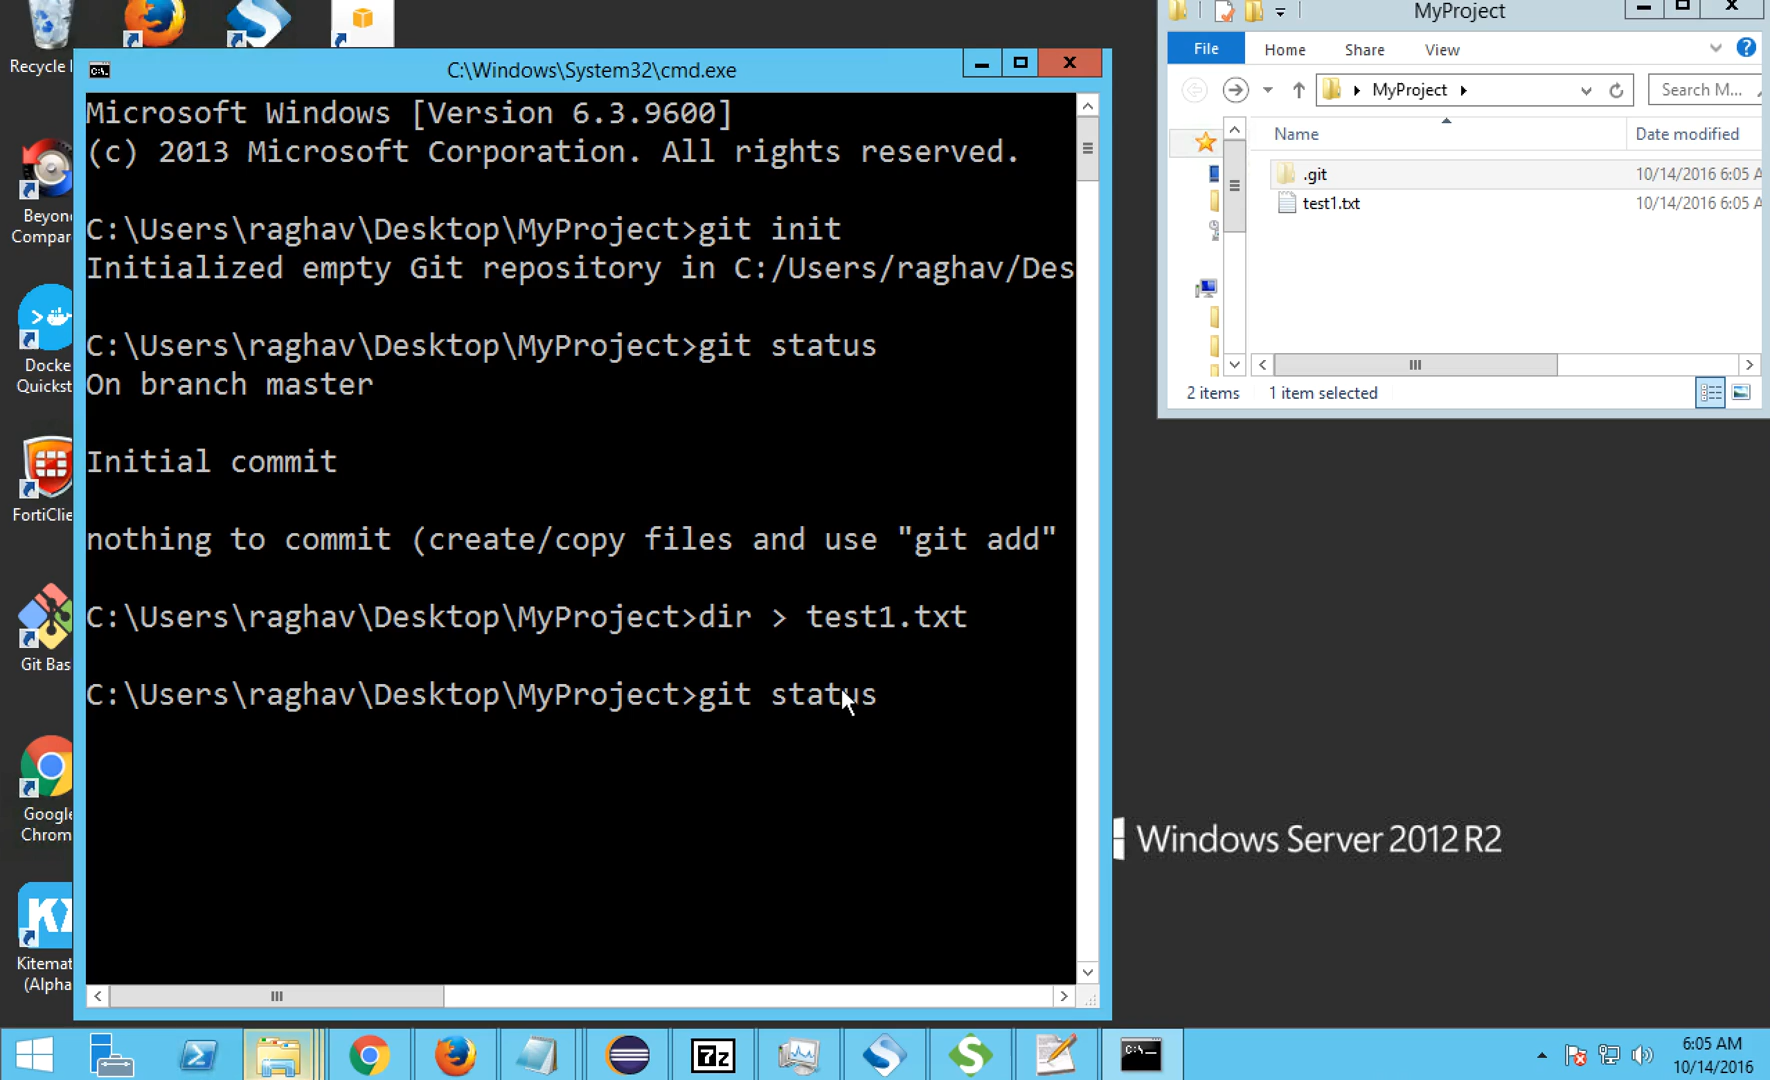 Recycle
C:\Windows\System32\cmd.exe
Microsoft Windows [Version 6.3.9600]
(c) 2013 Microsoft Corporation. All rights reserved.
C:\Users\raghav\Desktop\MyProject>git init
Initialized empty Git repository in C:/Users/raghav/Des
C:\Users\raghav\Desktop\MyProject>git status
On branch master
Initial commit
nothing to commit (create/copy files and use "git add"
C:\Users\raghav\Desktop\MyProject>dir > test1.txt
C:\Users\raghav\Desktop\MyProject>git status
MyProject
File Home Share View
MyProject
Search M...
Name Date modified
.git 10/14/2016 6:05 A
test1.txt 10/14/2016 6:05 A
2 items 1 item selected
Beyon
Compar
Docke
Quickst
FortiClie
Git Bas
Google
Chrom
Kitemat
(Alpha
Windows Server 2012 R2
7z
C:\_
6:05 AM
10/14/2016